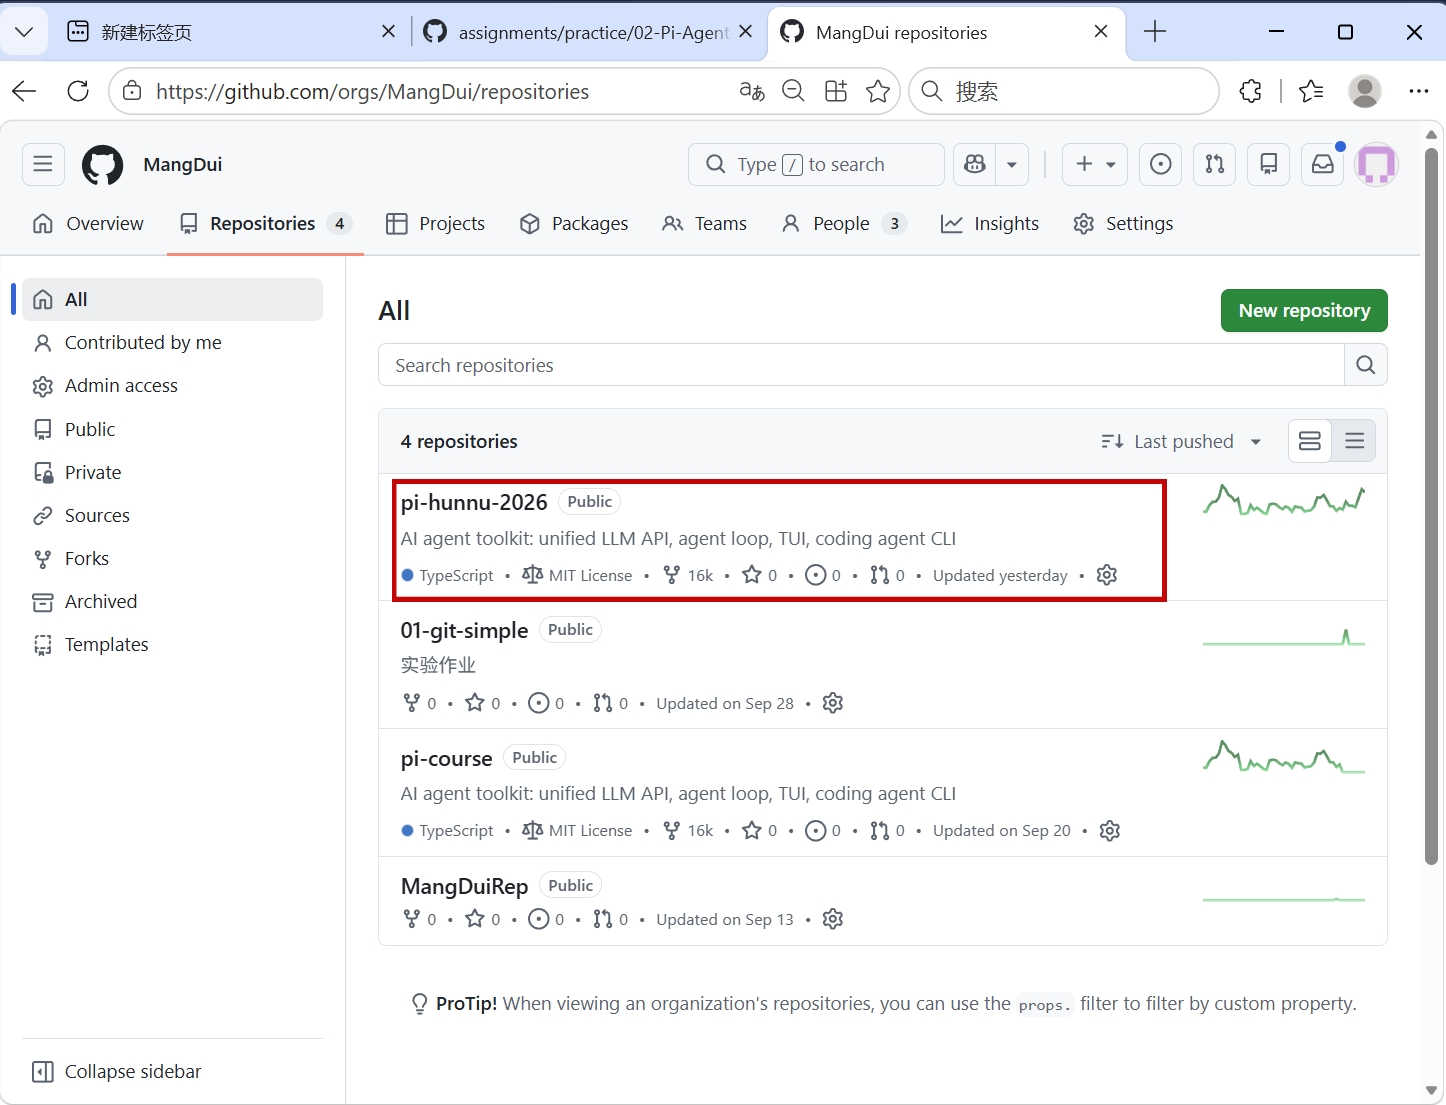 新建标签页
assignments/practice/02-Pi-Agent
MangDui repositories
https://github.com/orgs/MangDui/repositories
搜索
MangDui
Type / to search
Overview
Repositories 4
Projects
Packages
Teams
People 3
Insights
Settings
All
Contributed by me
Admin access
Public
Private
Sources
Forks
Archived
Templates
Collapse sidebar
All
New repository
Search repositories
4 repositories
Last pushed
pi-hunnu-2026 Public
AI agent toolkit: unified LLM API, agent loop, TUI, coding agent CLI
TypeScript • MIT License • 16k • 0 • 0 • 0 • Updated yesterday •
01-git-simple Public
实验作业
0 • 0 • 0 • 0 • Updated on Sep 28 •
pi-course Public
AI agent toolkit: unified LLM API, agent loop, TUI, coding agent CLI
TypeScript • MIT License • 16k • 0 • 0 • 0 • Updated on Sep 20 •
MangDuiRep Public
0 • 0 • 0 • 0 • Updated on Sep 13 •
ProTip! When viewing an organization's repositories, you can use the props. filter to filter by custom property.